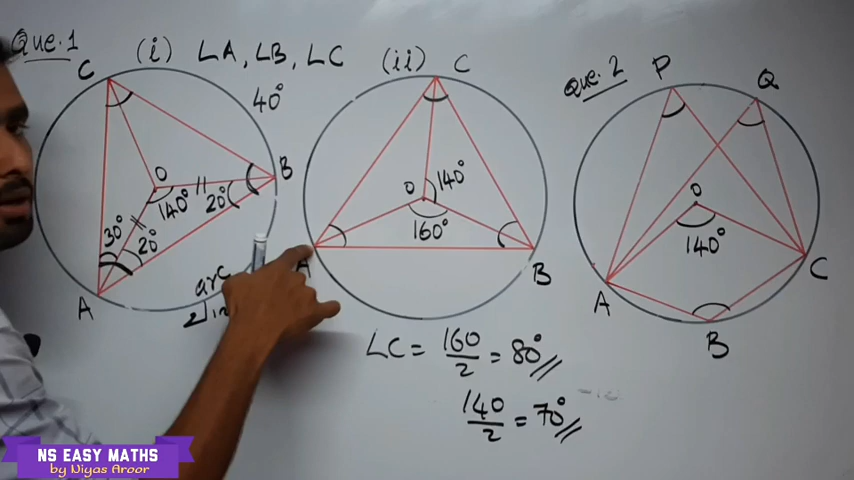 Que.1
(i) ∠A, ∠B, ∠C
(ii)
Que. 2
C
40°
O
140°
B
20°
30°
20°
A
arc
C
O
140°
160°
A
B
∠C = 160/2 = 80°
140/2 = 70°
P
Q
O
140°
A
C
B
NS EASY MATHS
by Niyas Aroor